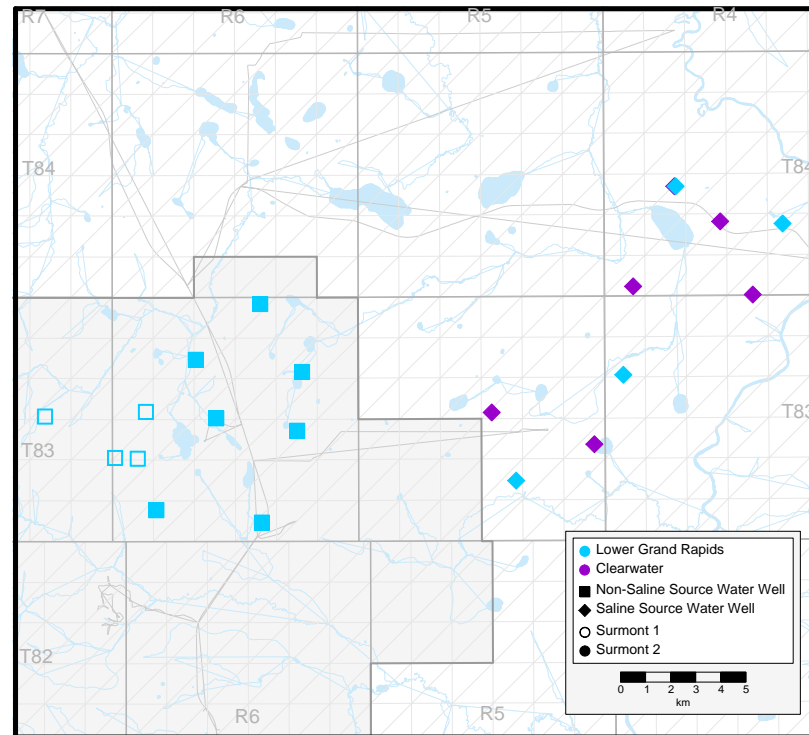 R7
R6
R5
R4
T84
T84
T83
T83
T82
R6
R5
Lower Grand Rapids
Clearwater
Non-Saline Source Water Well
Saline Source Water Well
Surmont 1
Surmont 2
0 1 2 3 4 5
km